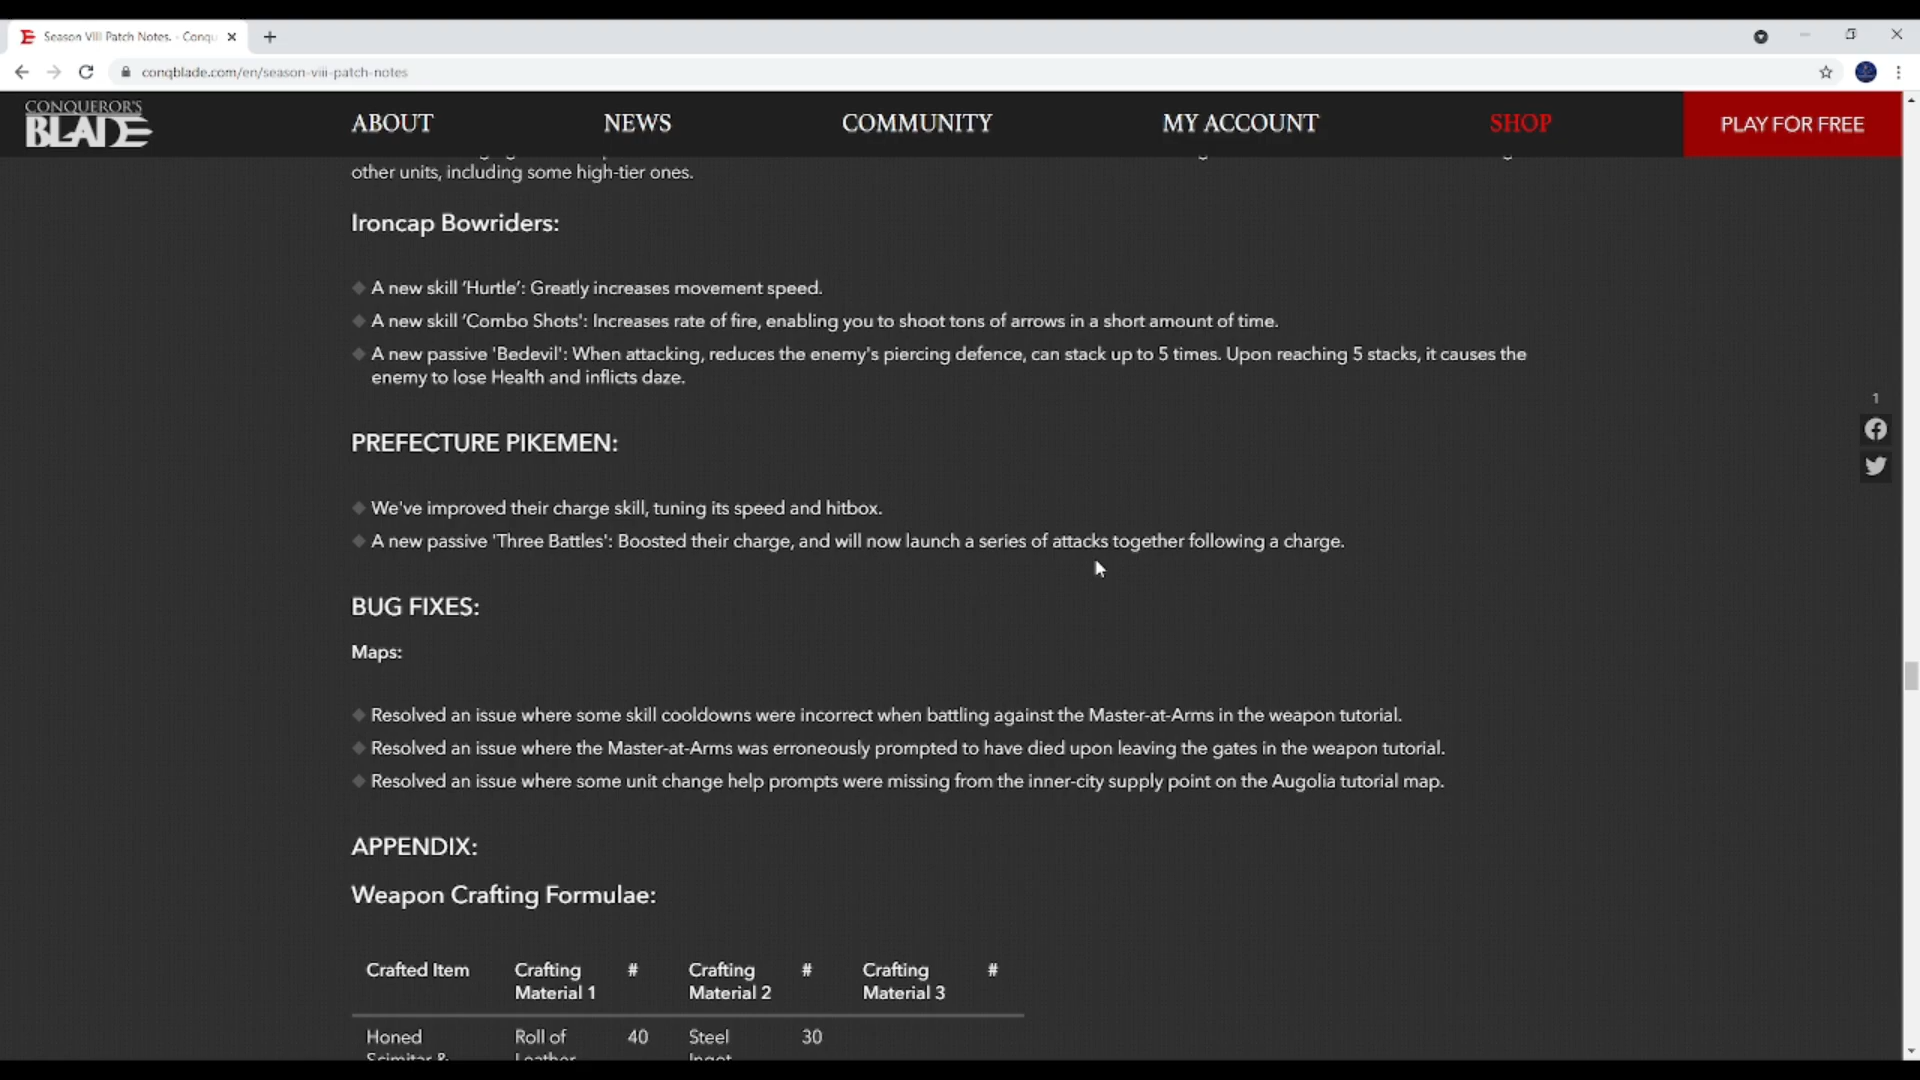 Season VIII Patch Notes. - Conqu
conqblade.com/en/season-viii-patch-notes
CONQUEROR'S
BLADE
ABOUT
NEWS
COMMUNITY
MY ACCOUNT
SHOP
PLAY FOR FREE
other units, including some high-tier ones.
Ironcap Bowriders:
A new skill 'Hurtle': Greatly increases movement speed.
A new skill 'Combo Shots': Increases rate of fire, enabling you to shoot tons of arrows in a short amount of time.
A new passive 'Bedevil': When attacking, reduces the enemy's piercing defence, can stack up to 5 times. Upon reaching 5 stacks, it causes the
enemy to lose Health and inflicts daze.
1
PREFECTURE PIKEMEN:
We've improved their charge skill, tuning its speed and hitbox.
A new passive 'Three Battles': Boosted their charge, and will now launch a series of attacks together following a charge.
BUG FIXES:
Maps:
Resolved an issue where some skill cooldowns were incorrect when battling against the Master-at-Arms in the weapon tutorial.
Resolved an issue where the Master-at-Arms was erroneously prompted to have died upon leaving the gates in the weapon tutorial.
Resolved an issue where some unit change help prompts were missing from the inner-city supply point on the Augolia tutorial map.
APPENDIX:
Weapon Crafting Formulae:
Crafted Item Crafting # Crafting # Crafting #
Material 1 Material 2 Material 3
Honed Roll of 40 Steel 30
Scimitar & Leather Ingot